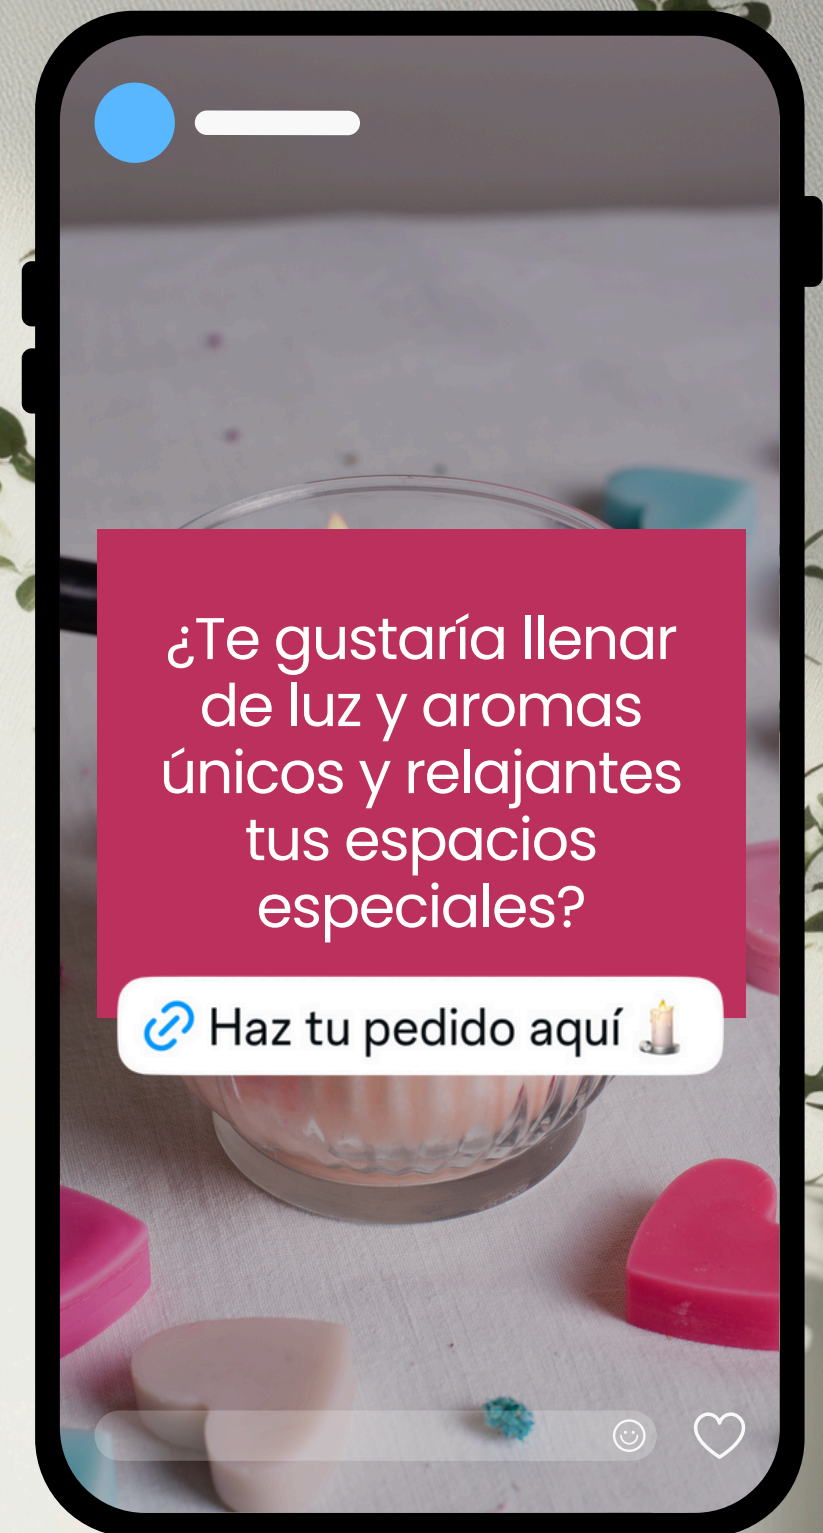 ¿Te gustaría llenar
de luz y aromas
únicos y relajantes
tus espacios
especiales?
Haz tu pedido aquí